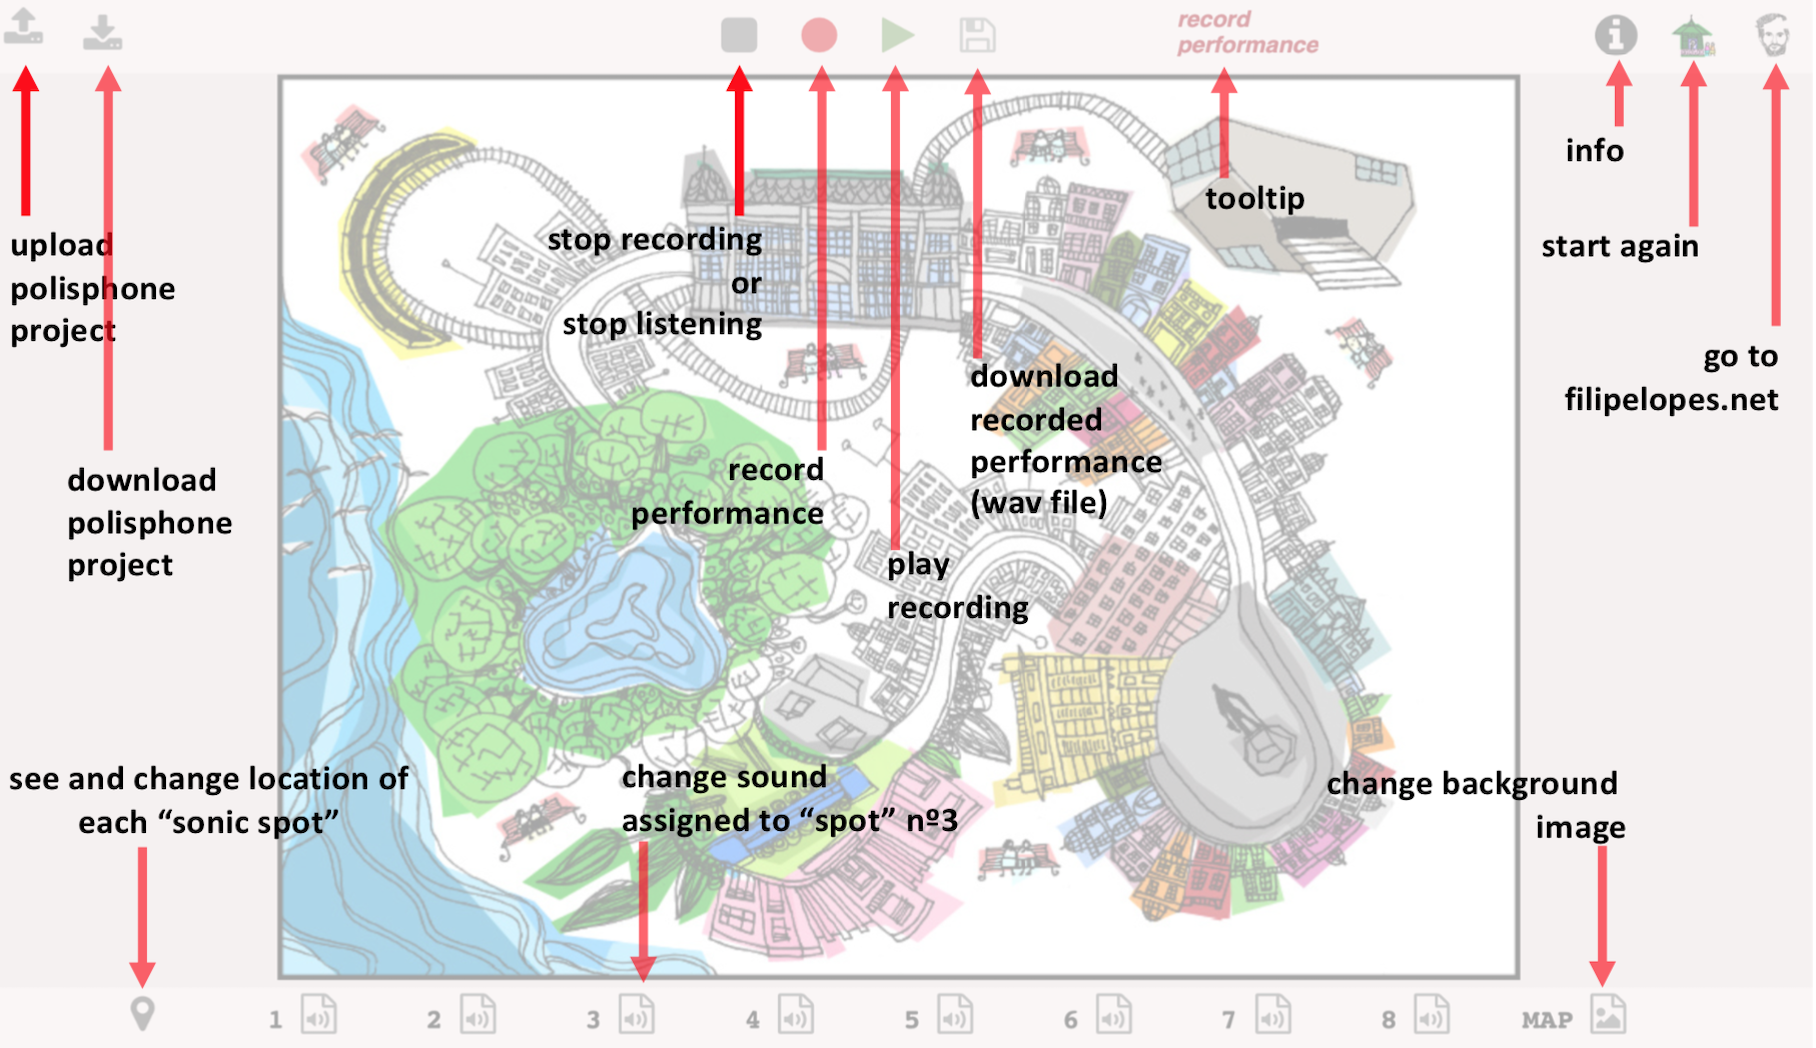 record
performance
info
tooltip
upload
polisphone
project
stop recording
or
stop listening
start again
go to
filipelopes.net
download
recorded
performance
(wav file)
record
performance
download
polisphone
project
play
recording
see and change location of
each “sonic spot”
change sound
assigned to “spot” nº3
change background
image
1 2 3 4 5 6 7 8 MAP